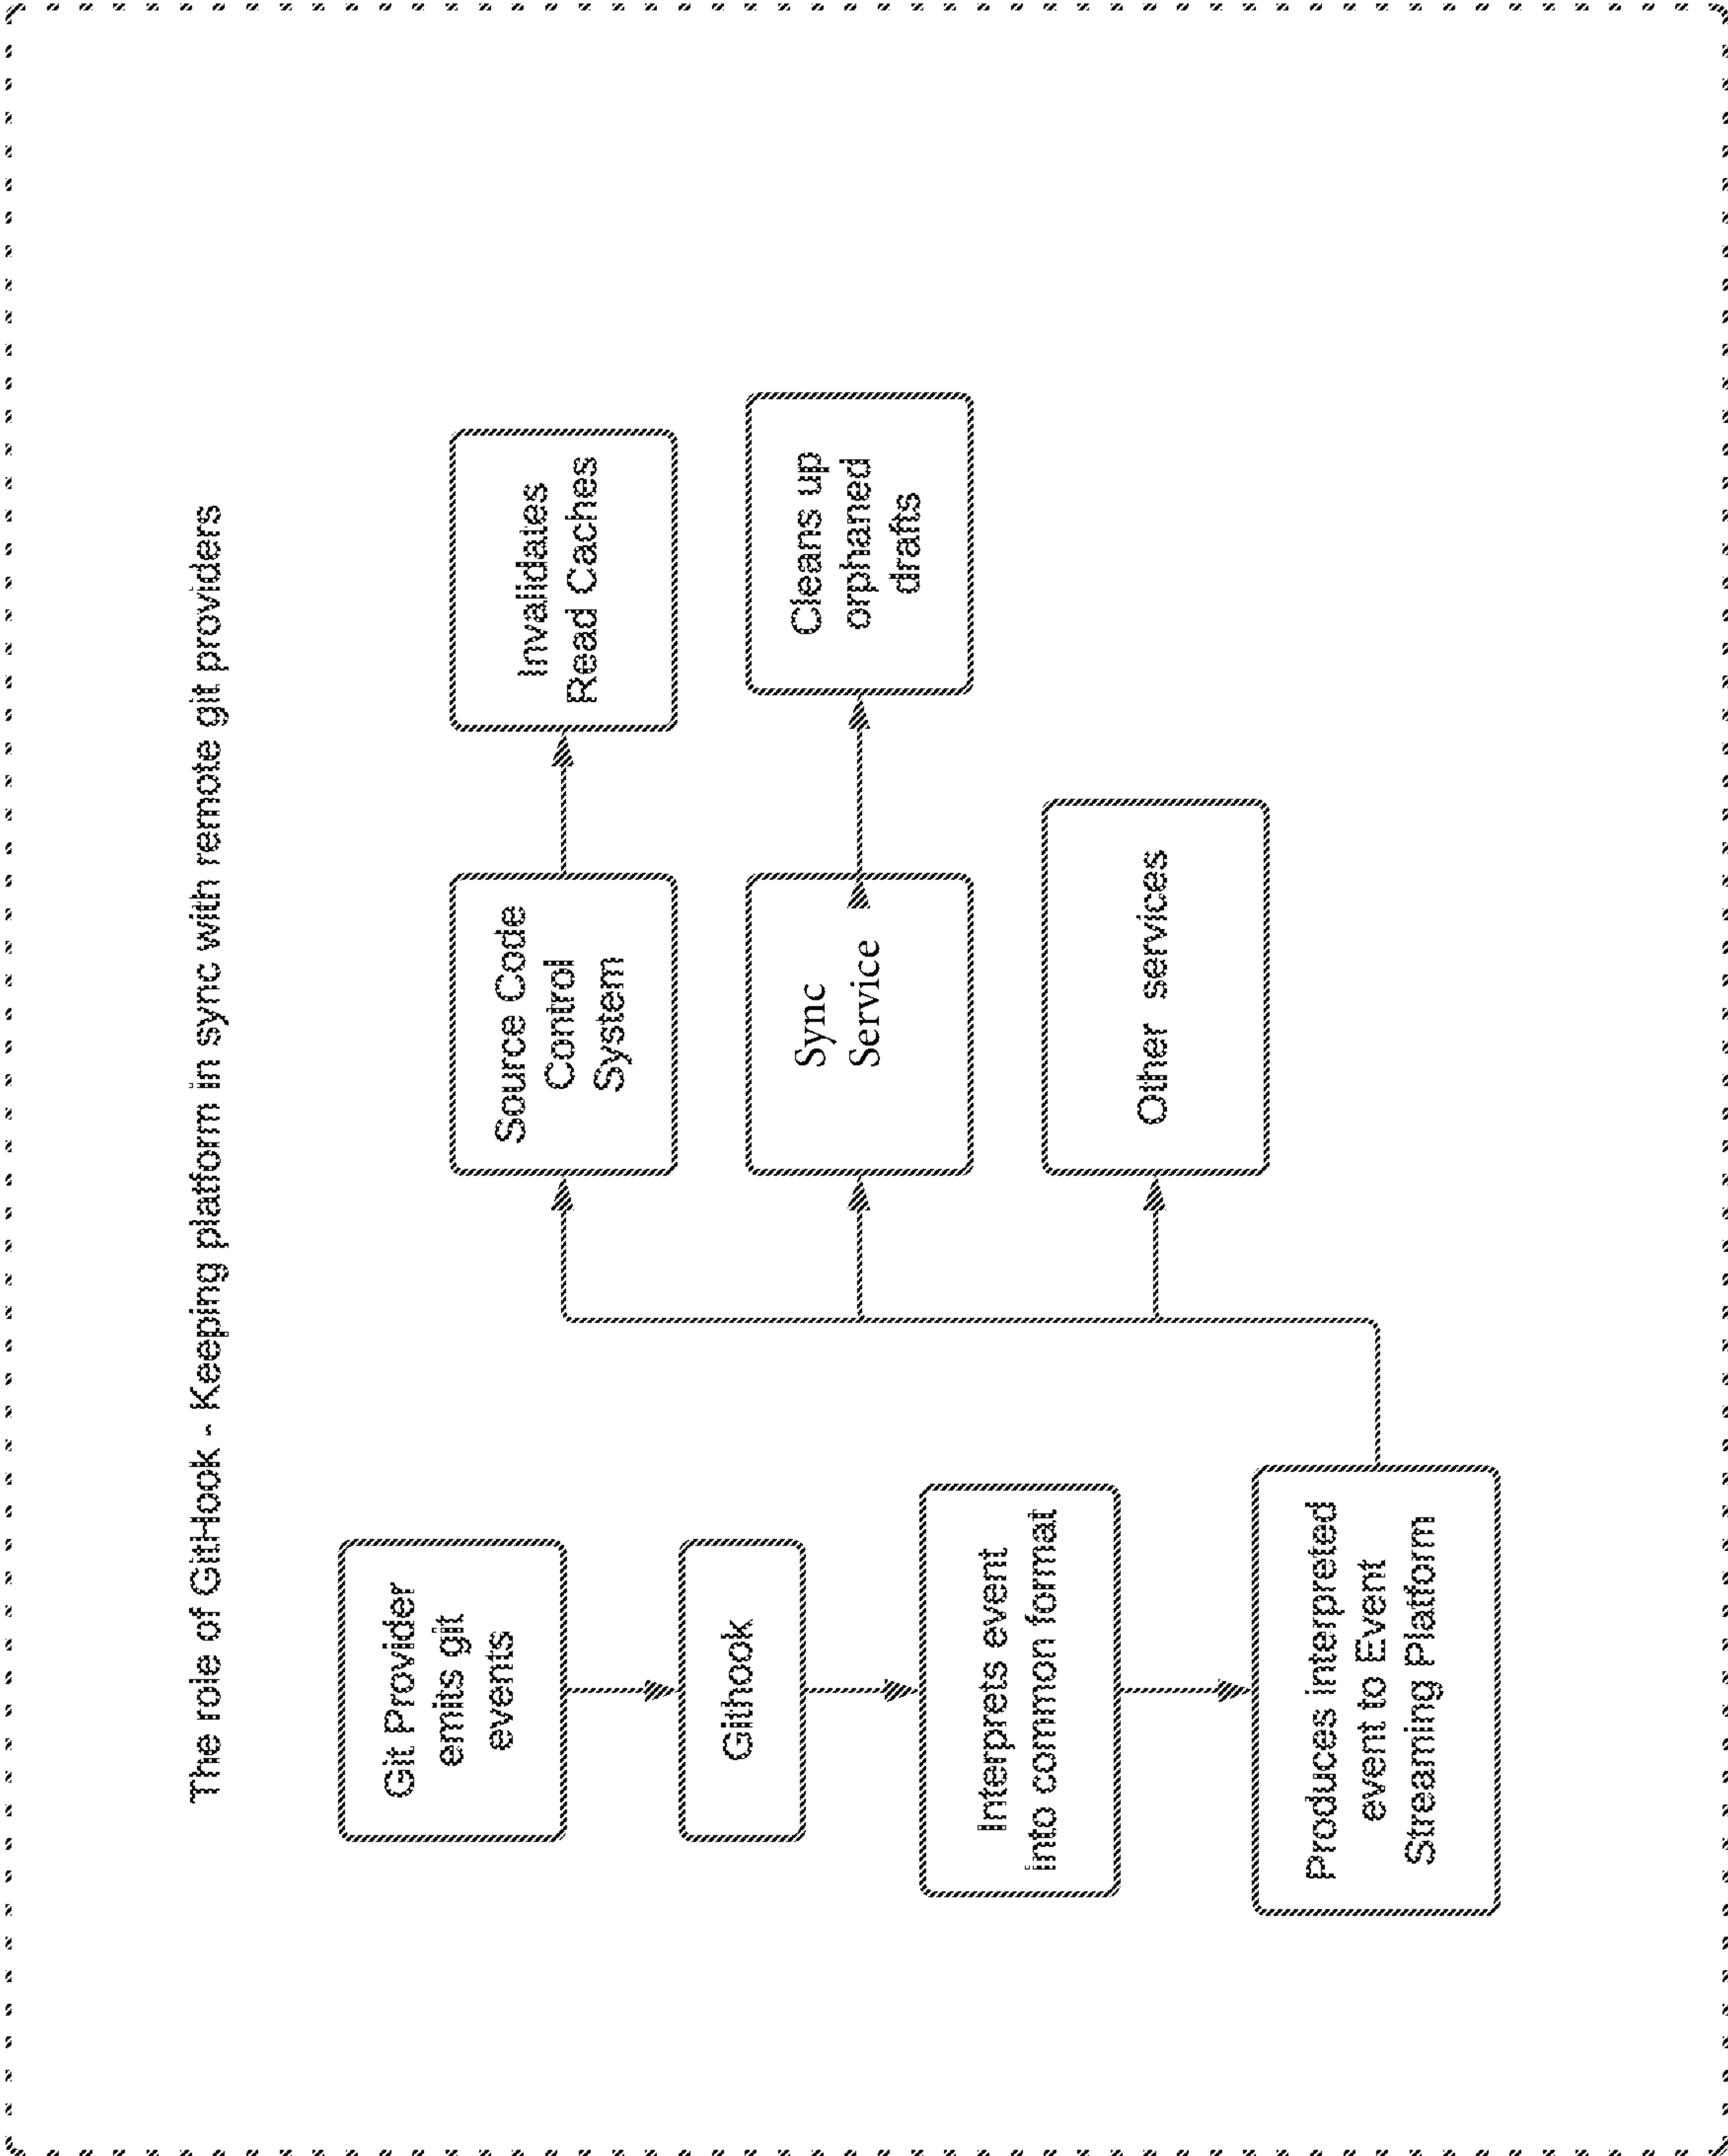 The role of GitHook - Keeping platform in sync with remote git providers
Git Provider
emits git
events
Githook
Interprets event
into common format
Produces interpreted
event to Event
Streaming Platform
Source Code
Control
System
Invalidates
Read Caches
Sync
Service
Cleans up
orphaned
drafts
Other services